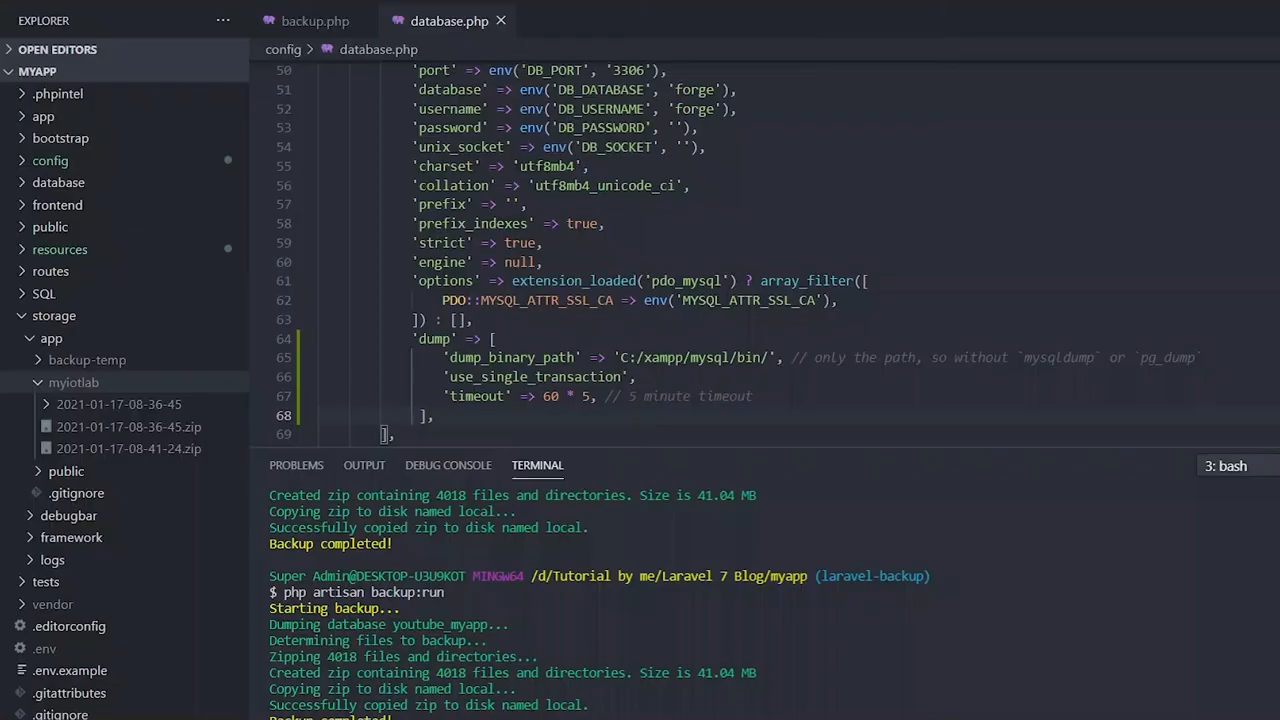 EXPLORER
OPEN EDITORS
MYAPP
.phpintel
app
bootstrap
config
database
frontend
public
resources
routes
SQL
storage
app
backup-temp
myiotlab
2021-01-17-08-36-45
2021-01-17-08-36-45.zip
2021-01-17-08-41-24.zip
public
.gitignore
debugbar
framework
logs
tests
vendor
.editorconfig
.env
.env.example
.gitattributes
.gitignore
backup.php
database.php
config > database.php
50 'port' => env('DB_PORT', '3306'),
51 'database' => env('DB_DATABASE', 'forge'),
52 'username' => env('DB_USERNAME', 'forge'),
53 'password' => env('DB_PASSWORD', ''),
54 'unix_socket' => env('DB_SOCKET', ''),
55 'charset' => 'utf8mb4',
56 'collation' => 'utf8mb4_unicode_ci',
57 'prefix' => '',
58 'prefix_indexes' => true,
59 'strict' => true,
60 'engine' => null,
61 'options' => extension_loaded('pdo_mysql') ? array_filter([
62 PDO::MYSQL_ATTR_SSL_CA => env('MYSQL_ATTR_SSL_CA'),
63 ]) : [],
64 'dump' => [
65 'dump_binary_path' => 'C:/xampp/mysql/bin/', // only the path, so without `mysqldump` or `pg_dump`
66 'use_single_transaction',
67 'timeout' => 60 * 5, // 5 minute timeout
68 ],
69 ],
PROBLEMS OUTPUT DEBUG CONSOLE TERMINAL 3: bash
Created zip containing 4018 files and directories. Size is 41.04 MB
Copying zip to disk named local...
Successfully copied zip to disk named local.
Backup completed!
Super Admin@DESKTOP-U3U9KOT MINGW64 /d/Tutorial by me/Laravel 7 Blog/myapp (laravel-backup)
$ php artisan backup:run
Starting backup...
Dumping database youtube_myapp...
Determining files to backup...
Zipping 4018 files and directories...
Created zip containing 4018 files and directories. Size is 41.04 MB
Copying zip to disk named local...
Successfully copied zip to disk named local.
Backup completed!